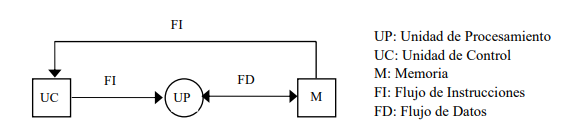 FI
UP: Unidad de Procesamiento
UC: Unidad de Control
M: Memoria
FI: Flujo de Instrucciones
FD: Flujo de Datos
FI
FD
UC
UP
M